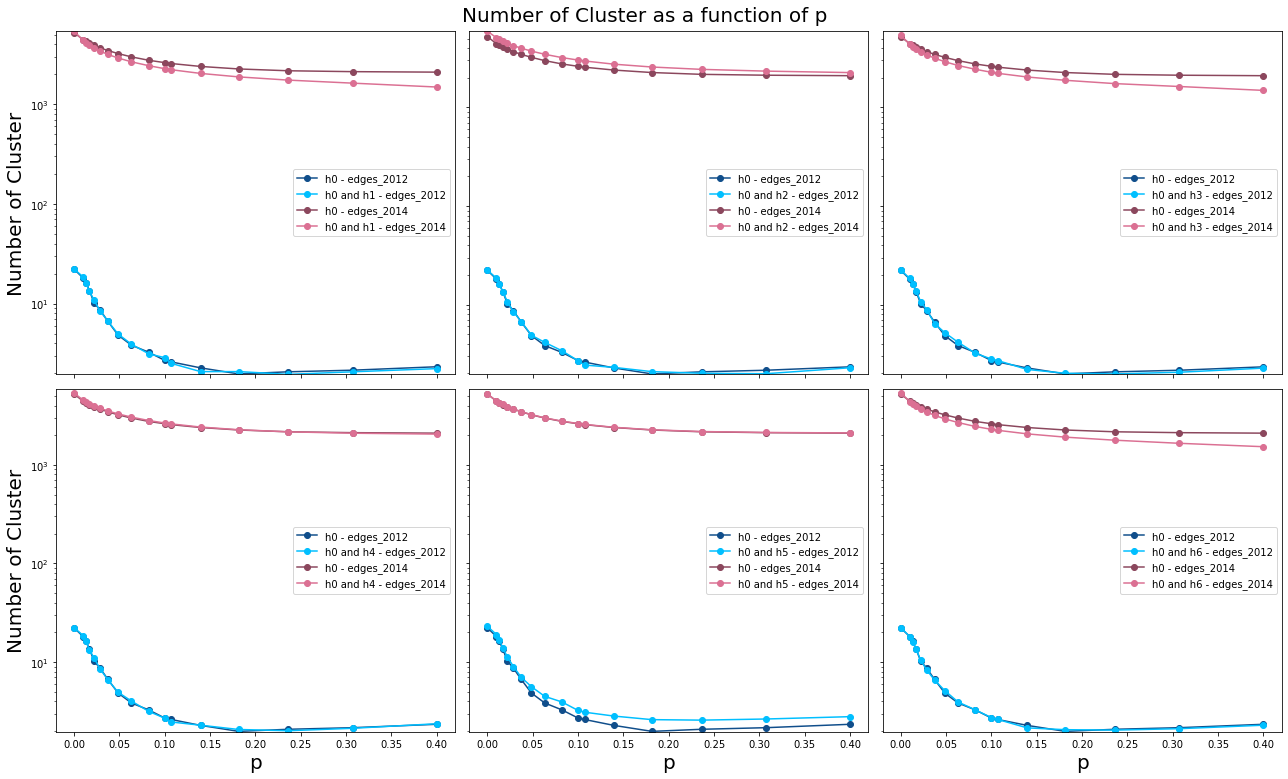 Number of Cluster as a function of p
Number of Cluster
10³
10²
10¹
h0 - edges_2012
h0 and h1 - edges_2012
h0 - edges_2014
h0 and h1 - edges_2014
h0 - edges_2012
h0 and h2 - edges_2012
h0 - edges_2014
h0 and h2 - edges_2014
h0 - edges_2012
h0 and h3 - edges_2012
h0 - edges_2014
h0 and h3 - edges_2014
Number of Cluster
10³
10²
10¹
h0 - edges_2012
h0 and h4 - edges_2012
h0 - edges_2014
h0 and h4 - edges_2014
h0 - edges_2012
h0 and h5 - edges_2012
h0 - edges_2014
h0 and h5 - edges_2014
h0 - edges_2012
h0 and h6 - edges_2012
h0 - edges_2014
h0 and h6 - edges_2014
0.00 0.05 0.10 0.15 0.20 0.25 0.30 0.35 0.40
0.00 0.05 0.10 0.15 0.20 0.25 0.30 0.35 0.40
0.00 0.05 0.10 0.15 0.20 0.25 0.30 0.35 0.40
p
p
p